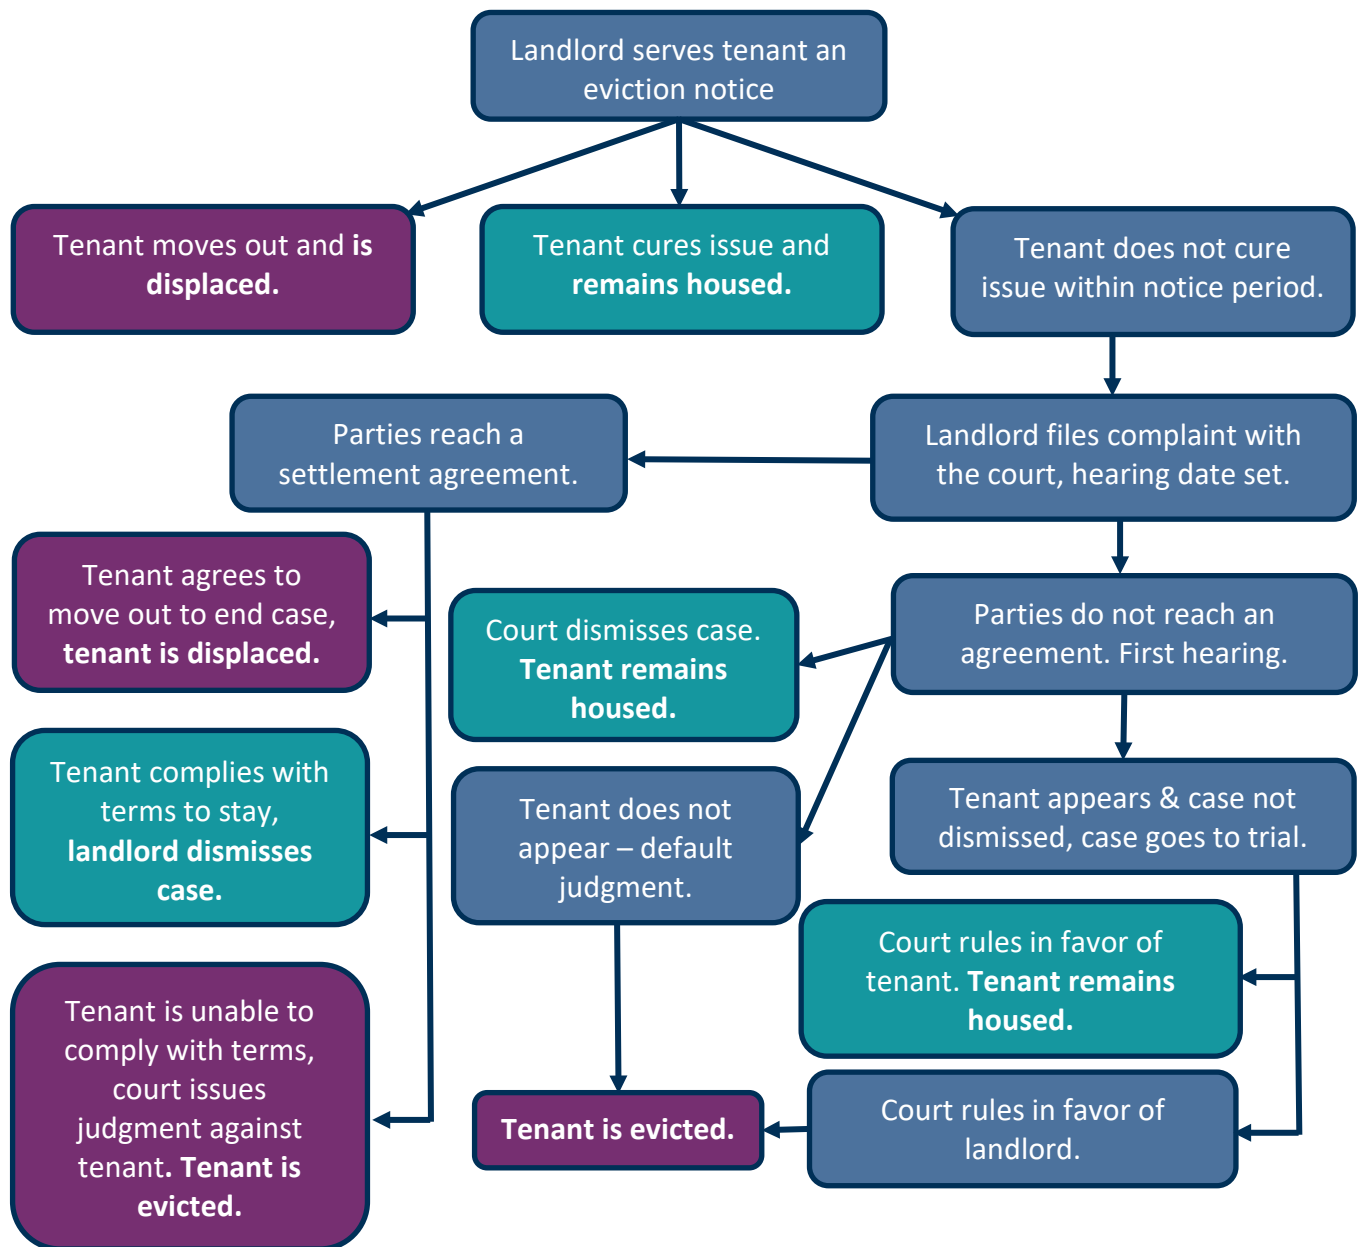 Landlord serves tenant an
eviction notice
Tenant moves out and is
displaced.
Tenant cures issue and
remains housed.
Tenant does not cure
issue within notice period.
Parties reach a
settlement agreement.
Landlord files complaint with
the court, hearing date set.
Tenant agrees to
move out to end case,
tenant is displaced.
Court dismisses case.
Tenant remains
housed.
Parties do not reach an
agreement. First hearing.
Tenant complies with
terms to stay,
landlord dismisses
case.
Tenant does not
appear – default
judgment.
Tenant appears & case not
dismissed, case goes to trial.
Court rules in favor of
tenant. Tenant remains
housed.
Tenant is unable to
comply with terms,
court issues
judgment against
tenant. Tenant is
evicted.
Tenant is evicted.
Court rules in favor of
landlord.